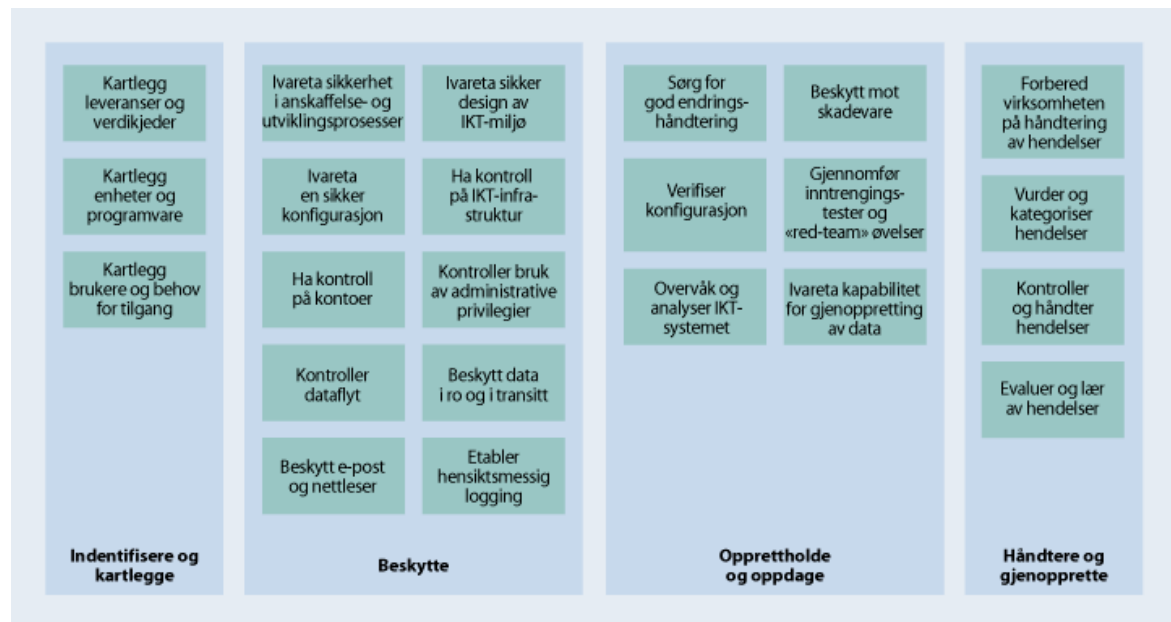 Kartlegg
leveranser og
verdikjeder
Kartlegg
enheter og
programvare
Kartlegg
brukere og behov
for tilgang
Indentifisere og
kartlegge
Ivareta sikkerhet
i anskaffelse- og
utviklingsprosesser
Ivareta sikker
design av
IKT-miljø
Ivareta
en sikker
konfigurasjon
Ha kontroll
på IKT-infra-
struktur
Ha kontroll
på kontoer
Kontroller bruk
av administrative
privilegier
Kontroller
dataflyt
Beskytt data
i ro og i transitt
Beskytt e-post
og nettleser
Etabler
hensiktsmessig
logging
Beskytte
Sørg for
god endrings-
håndtering
Beskytt mot
skadevare
Verifiser
konfigurasjon
Gjennomfør
inntrengings-
tester og
«red-team» øvelser
Overvåk og
analyser IKT-
systemet
Ivareta kapabilitet
for gjenoppretting
av data
Opprettholde
og oppdage
Forbered
virksomheten
på håndtering
av hendelser
Vurder og
kategoriser
hendelser
Kontroller
og håndter
hendelser
Evaluer og lær
av hendelser
Håndtere og
gjenopprette